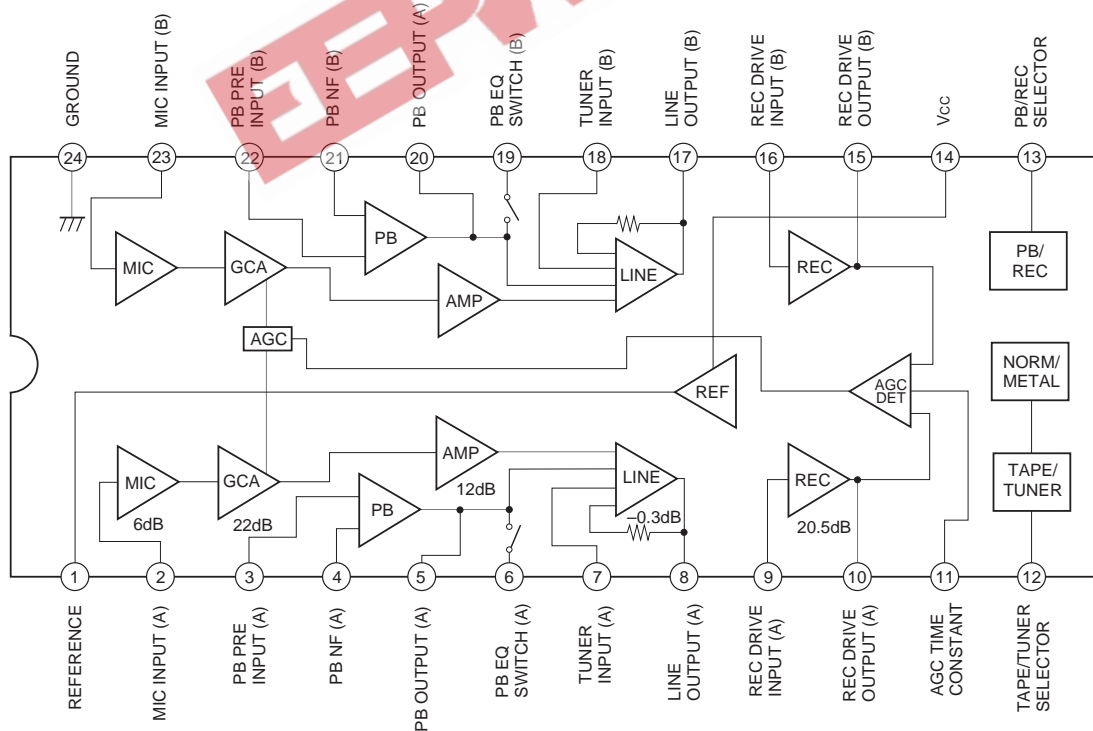 GROUND
MIC INPUT (B)
PB PRE
INPUT (B)
PB NF (B)
PB OUTPUT (A)
PB EQ
SWITCH (B)
TUNER
INPUT (B)
LINE
OUTPUT (B)
REC DRIVE
INPUT (B)
REC DRIVE
OUTPUT (B)
Vcc
PB/REC
SELECTOR
24
23
22
21
20
19
18
17
16
15
14
13
MIC
GCA
PB
AMP
LINE
REC
PB/
REC
AGC
REF
AGC
DET
NORM/
METAL
MIC
6dB
GCA
22dB
AMP
12dB
PB
LINE
–0.3dB
REC
20.5dB
TAPE/
TUNER
1
2
3
4
5
6
7
8
9
10
11
12
REFERENCE
MIC INPUT (A)
PB PRE
INPUT (A)
PB NF (A)
PB OUTPUT (A)
PB EQ
SWITCH (A)
TUNER
INPUT (A)
LINE
OUTPUT (A)
REC DRIVE
INPUT (A)
REC DRIVE
OUTPUT (A)
AGC TIME
CONSTANT
TAPE/TUNER
SELECTOR